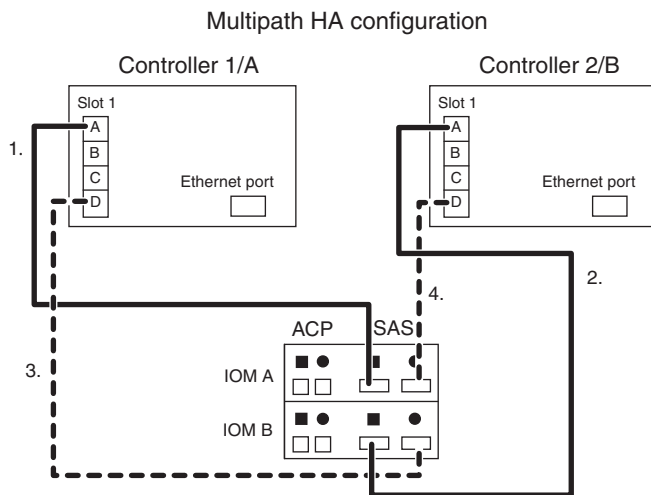 Multipath HA configuration
Controller 1/A
Controller 2/B
Slot 1
A
B
C
D
Ethernet port
Slot 1
A
B
C
D
Ethernet port
1.
2.
3.
4.
ACP
SAS
IOM A
IOM B